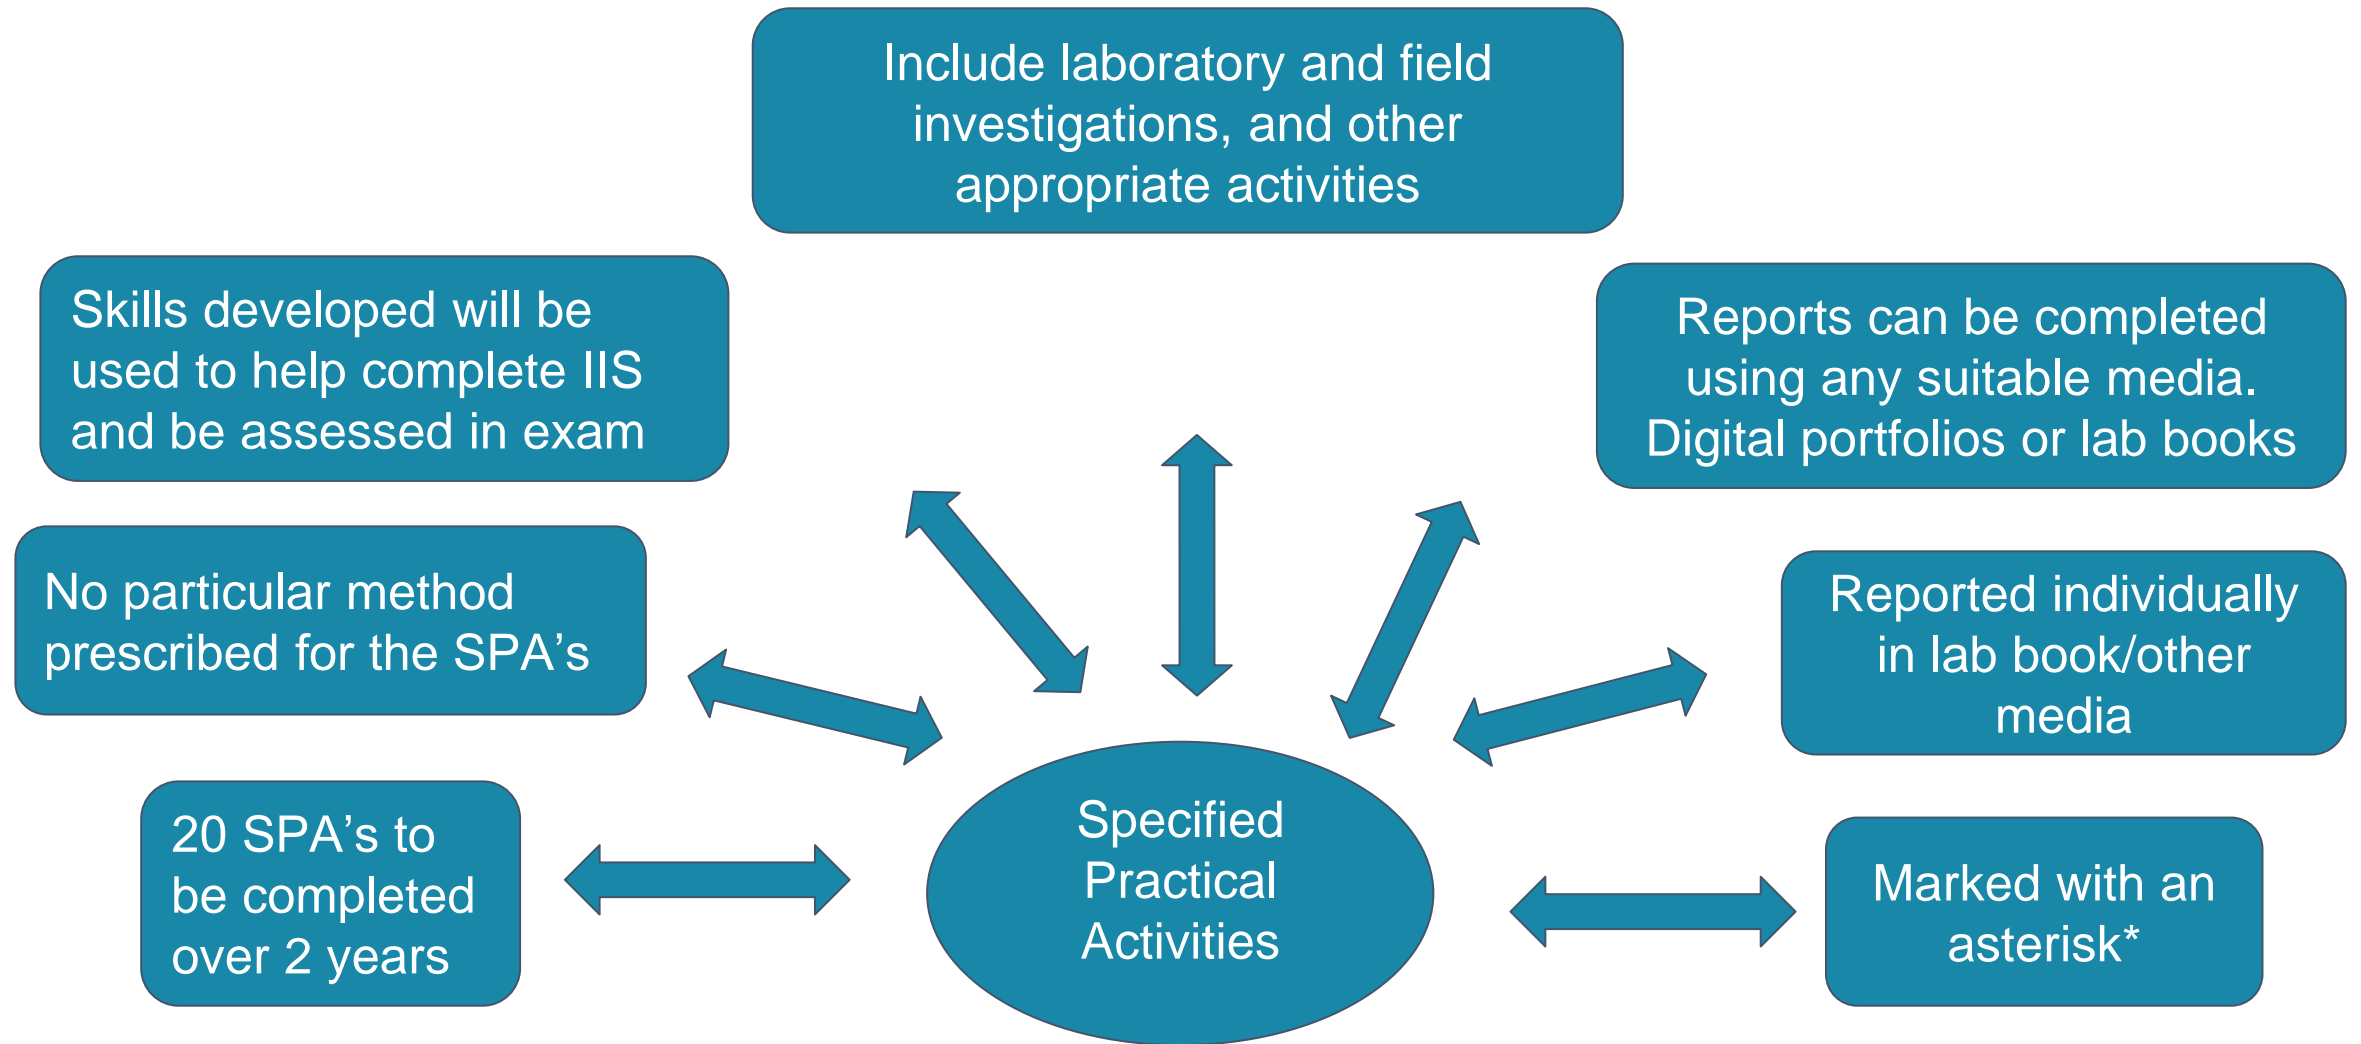 Include laboratory and field
investigations, and other
appropriate activities
Skills developed will be
used to help complete IIS
and be assessed in exam
Reports can be completed
using any suitable media.
Digital portfolios or lab books
No particular method
prescribed for the SPA’s
Reported individually
in lab book/other
media
20 SPA’s to
be completed
over 2 years
Specified
Practical
Activities
Marked with an
asterisk*